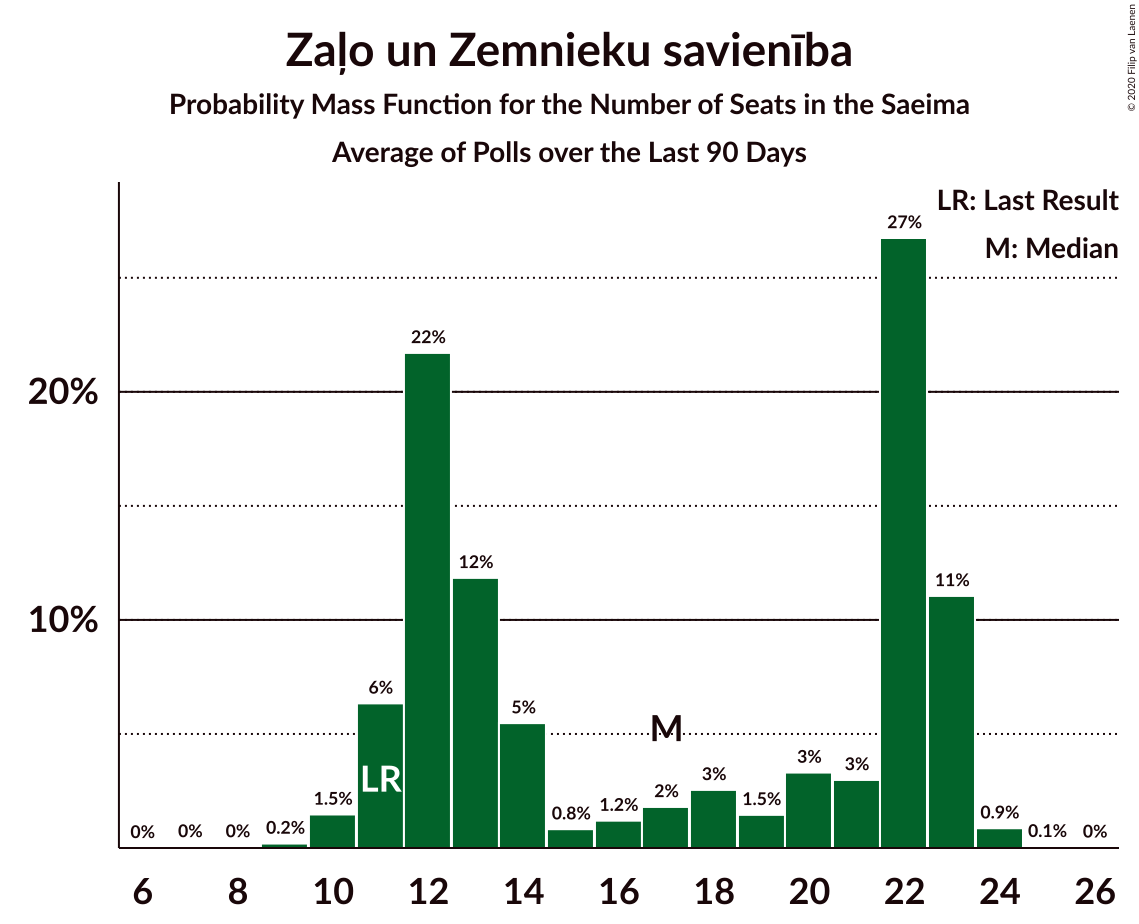 Zaļo un Zemnieku savienība
Probability Mass Function for the Number of Seats in the Saeima
Average of Polls over the Last 90 Days
© 2020 Filip van Laenen
LR: Last Result
M: Median
20%
10%
0%
0%
0%
0.2%
1.5%
6%
22%
12%
5%
0.8%
1.2%
2%
3%
1.5%
3%
3%
27%
11%
0.9%
0.1%
0%
LR
M
6 8 10 12 14 16 18 20 22 24 26